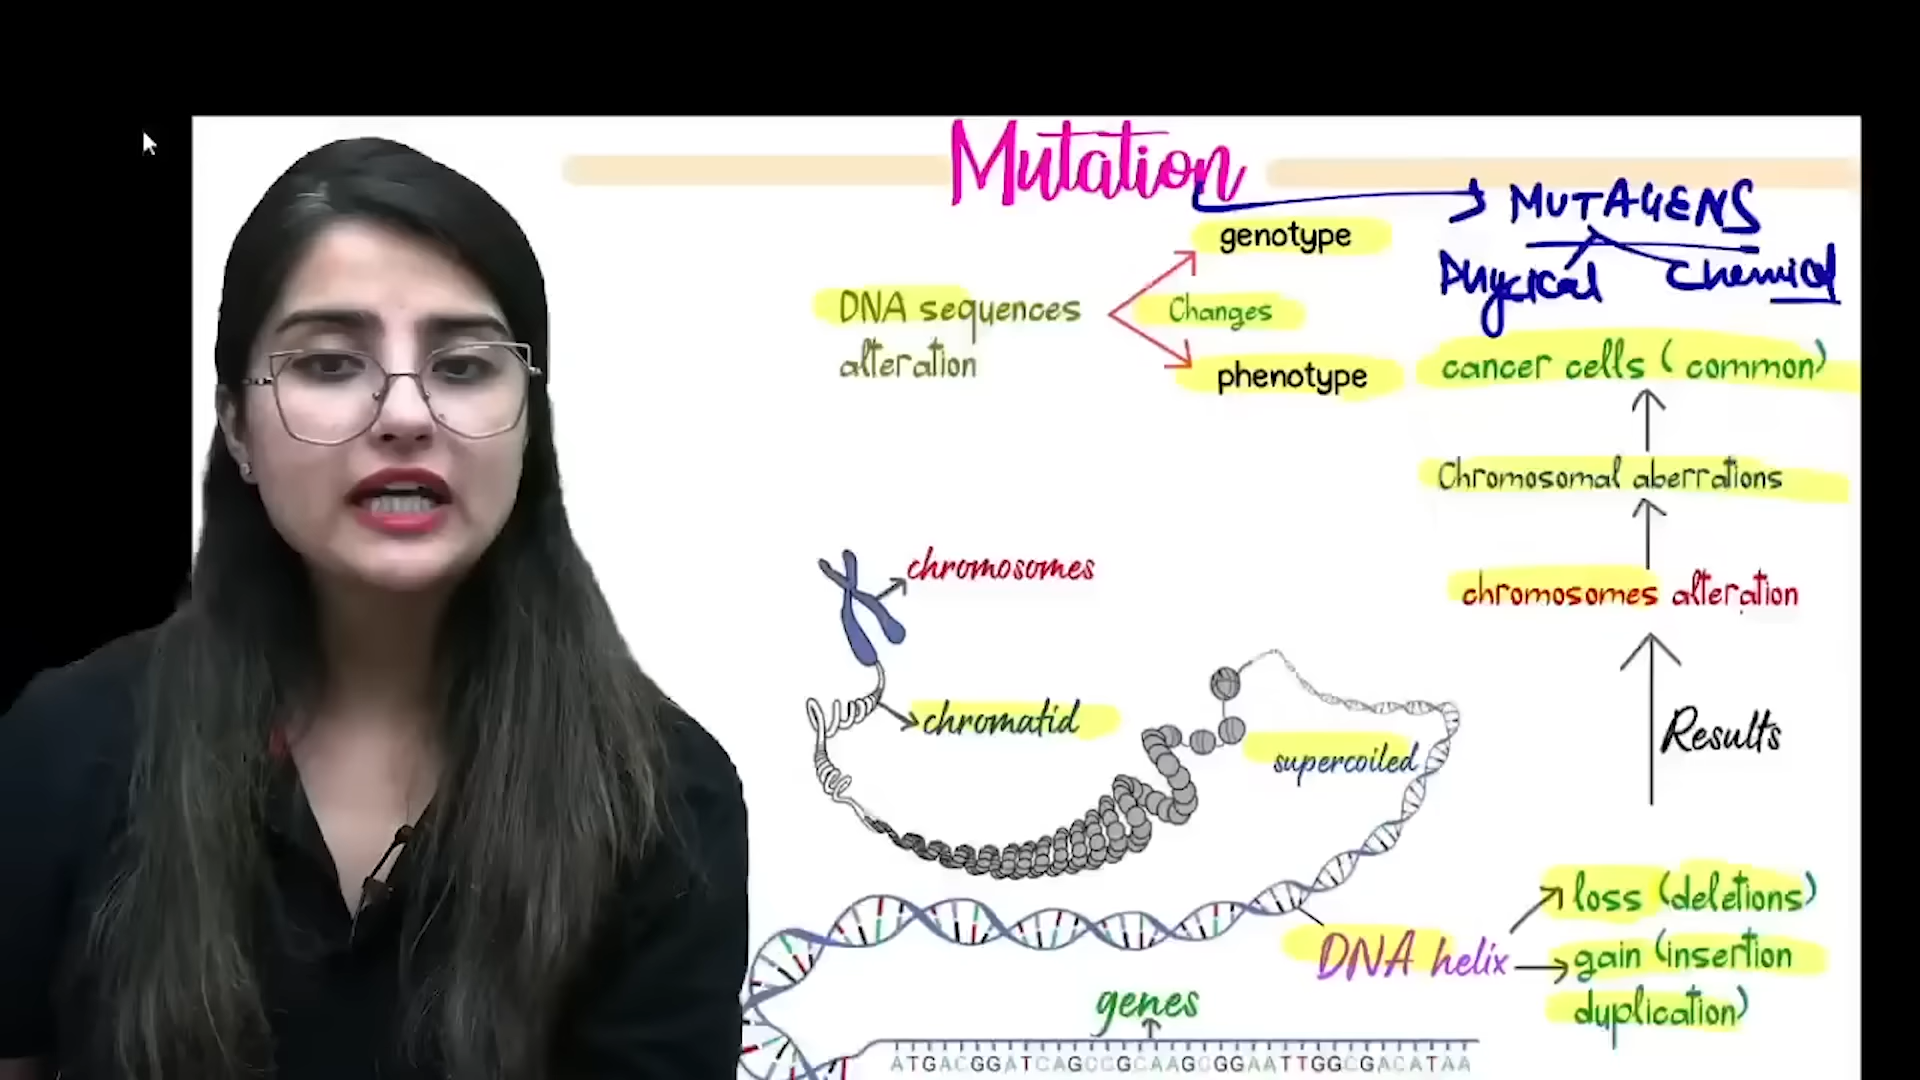 Mutation
MUTAGENS
Physical Chemical
genotype
DNA sequences
alteration
Changes
phenotype
cancer cells (common)
Chromosomal aberrations
chromosomes alteration
Results
chromosomes
chromatid
supercoiled
DNA helix
loss (deletions)
gain (insertion
duplication)
genes
ATGACGGATCAGCCGCAAGCGGAATTGGCGACATAA